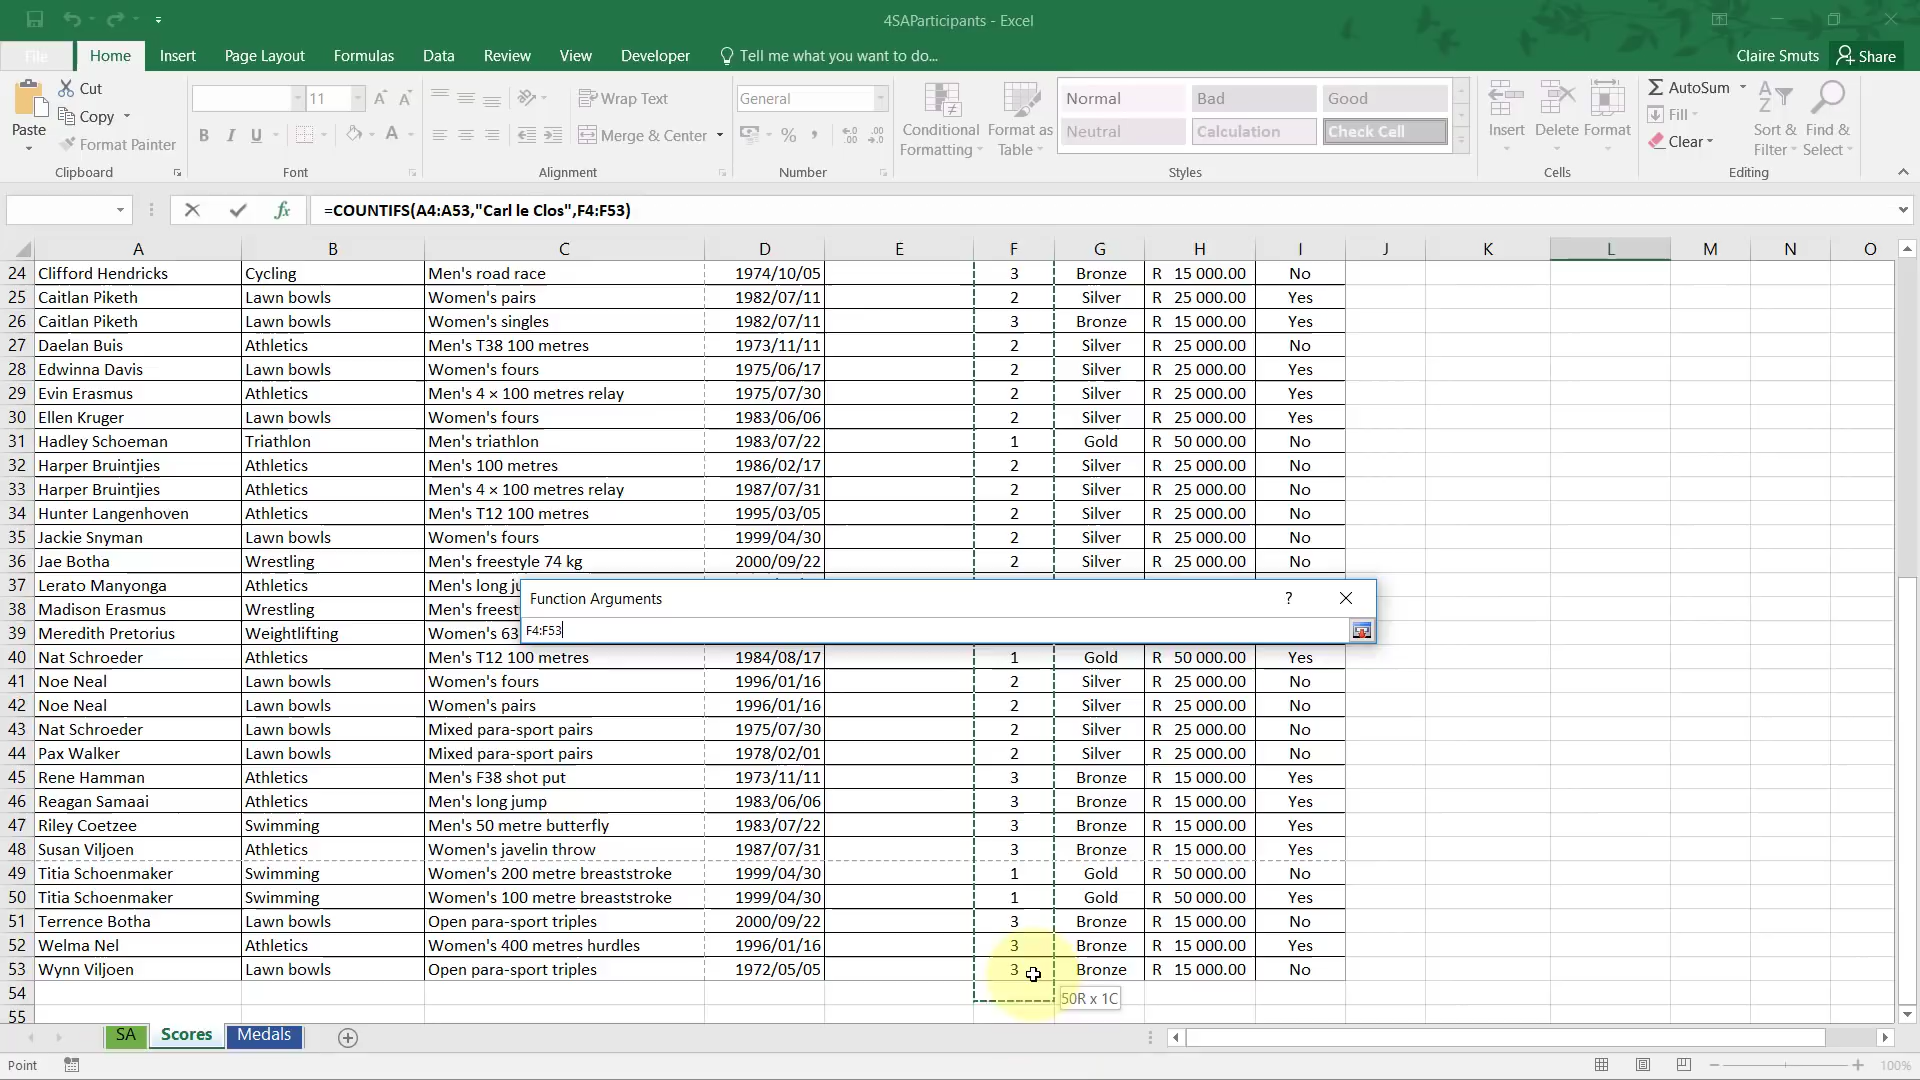 4SAParticipants - Excel
File Home Insert Page Layout Formulas Data Review View Developer Tell me what you want to do... Claire Smuts Share
Cut
Copy
Format Painter
Paste
Clipboard
11
Font
Wrap Text
Merge & Center
Alignment
General
Number
Conditional Formatting
Format as Table
Normal Bad Good
Neutral Calculation Check Cell
Styles
Insert Delete Format
Cells
AutoSum
Fill
Clear
Sort & Filter
Find & Select
Editing
=COUNTIFS(A4:A53,"Carl le Clos",F4:F53)
A B C D E F G H I J K L M N O
24 Clifford Hendricks Cycling Men's road race 1974/10/05 3 Bronze R 15 000.00 No
25 Caitlan Piketh Lawn bowls Women's pairs 1982/07/11 2 Silver R 25 000.00 Yes
26 Caitlan Piketh Lawn bowls Women's singles 1982/07/11 3 Bronze R 15 000.00 Yes
27 Daelan Buis Athletics Men's T38 100 metres 1973/11/11 2 Silver R 25 000.00 No
28 Edwinna Davis Lawn bowls Women's fours 1975/06/17 2 Silver R 25 000.00 Yes
29 Evin Erasmus Athletics Men's 4 × 100 metres relay 1975/07/30 2 Silver R 25 000.00 Yes
30 Ellen Kruger Lawn bowls Women's fours 1983/06/06 2 Silver R 25 000.00 Yes
31 Hadley Schoeman Triathlon Men's triathlon 1983/07/22 1 Gold R 50 000.00 No
32 Harper Bruintjies Athletics Men's 100 metres 1986/02/17 2 Silver R 25 000.00 No
33 Harper Bruintjies Athletics Men's 4 × 100 metres relay 1987/07/31 2 Silver R 25 000.00 No
34 Hunter Langenhoven Athletics Men's T12 100 metres 1995/03/05 2 Silver R 25 000.00 No
35 Jackie Snyman Lawn bowls Women's fours 1999/04/30 2 Silver R 25 000.00 No
36 Jae Botha Wrestling Men's freestyle 74 kg 2000/09/22 2 Silver R 25 000.00 No
37 Lerato Manyonga Athletics Men's long ju
38 Madison Erasmus Wrestling Men's freest
39 Meredith Pretorius Weightlifting Women's 63
Function Arguments ?
F4:F53
40 Nat Schroeder Athletics Men's T12 100 metres 1984/08/17 1 Gold R 50 000.00 Yes
41 Noe Neal Lawn bowls Women's fours 1996/01/16 2 Silver R 25 000.00 No
42 Noe Neal Lawn bowls Women's pairs 1996/01/16 2 Silver R 25 000.00 No
43 Nat Schroeder Lawn bowls Mixed para-sport pairs 1975/07/30 2 Silver R 25 000.00 No
44 Pax Walker Lawn bowls Mixed para-sport pairs 1978/02/01 2 Silver R 25 000.00 No
45 Rene Hamman Athletics Men's F38 shot put 1973/11/11 3 Bronze R 15 000.00 Yes
46 Reagan Samaai Athletics Men's long jump 1983/06/06 3 Bronze R 15 000.00 Yes
47 Riley Coetzee Swimming Men's 50 metre butterfly 1983/07/22 3 Bronze R 15 000.00 Yes
48 Susan Viljoen Athletics Women's javelin throw 1987/07/31 3 Bronze R 15 000.00 Yes
49 Titia Schoenmaker Swimming Women's 200 metre breaststroke 1999/04/30 1 Gold R 50 000.00 No
50 Titia Schoenmaker Swimming Women's 100 metre breaststroke 1999/04/30 1 Gold R 50 000.00 Yes
51 Terrence Botha Lawn bowls Open para-sport triples 2000/09/22 3 Bronze R 15 000.00 No
52 Welma Nel Athletics Women's 400 metres hurdles 1996/01/16 3 Bronze R 15 000.00 Yes
53 Wynn Viljoen Lawn bowls Open para-sport triples 1972/05/05 3 Bronze R 15 000.00 No
54
50R x 1C
55
SA Scores Medals
Point
100%